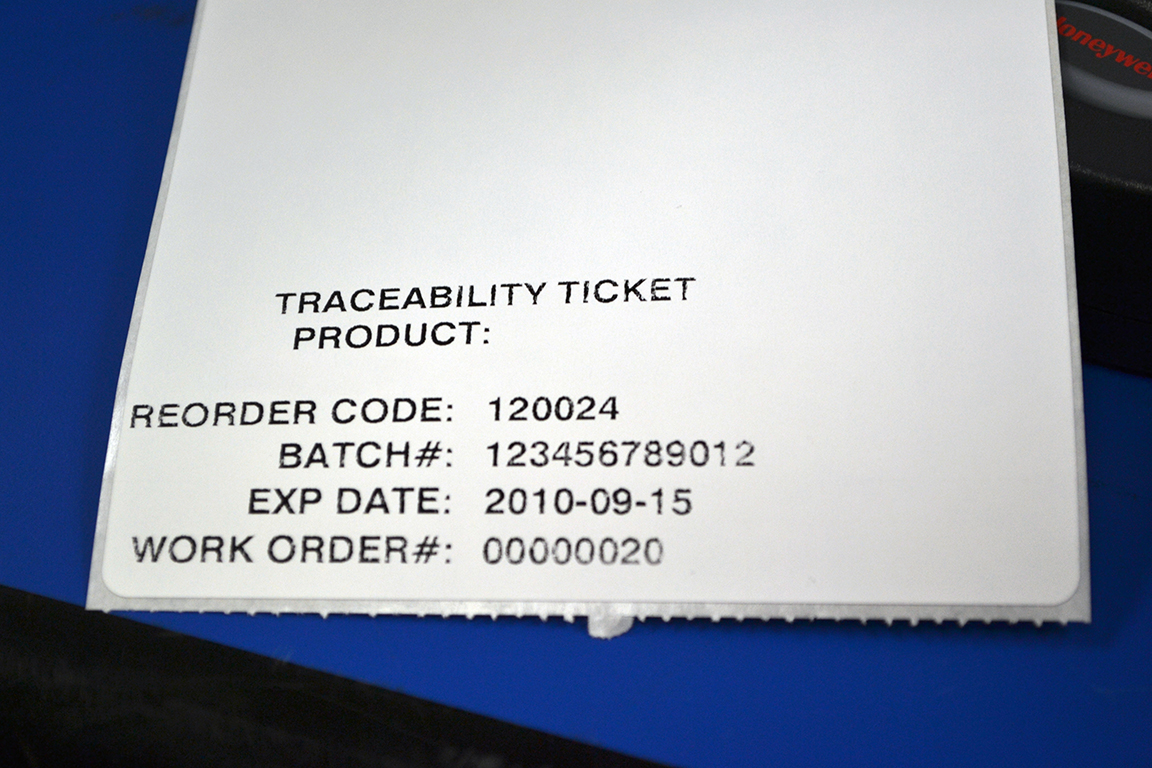 TRACEABILITY TICKET
PRODUCT:
REORDER CODE: 120024
BATCH#: 123456789012
EXP DATE: 2010-09-15
WORK ORDER#: 00000020